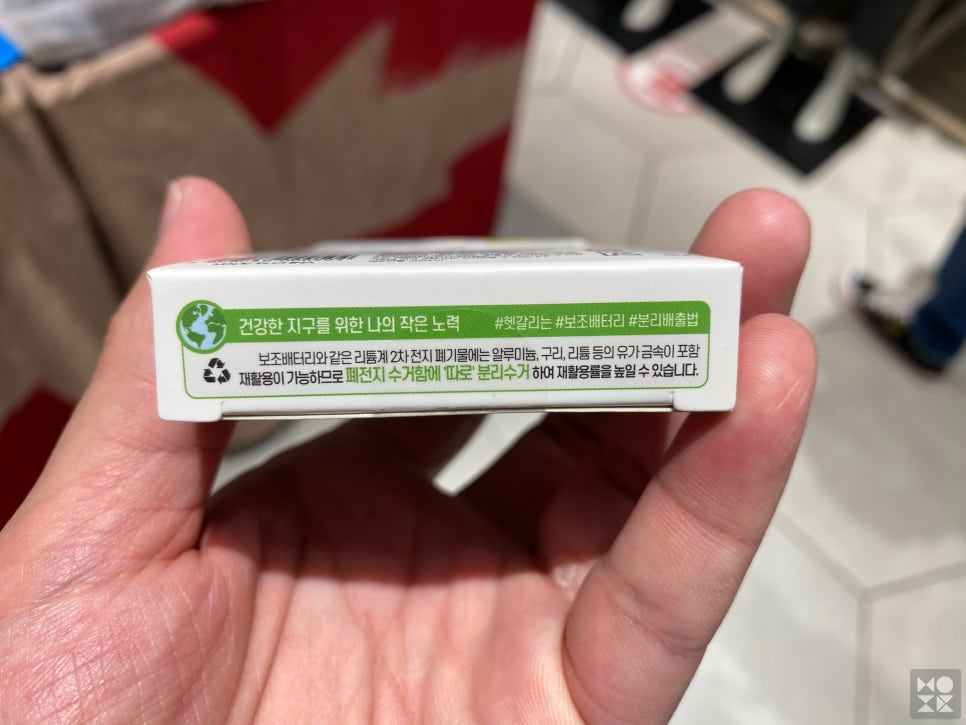 건강한 지구를 위한 나의 작은 노력 #헷갈리는 #보조배터리 #분리배출법
보조배터리와 같은 리튬계 2차 전지 폐기물에는 알루미늄, 구리, 리튬 등의 유가 금속이 포함
재활용이 가능하므로 폐전지 수거함에 '따로' 분리수거 하여 재활용률을 높일 수 있습니다.